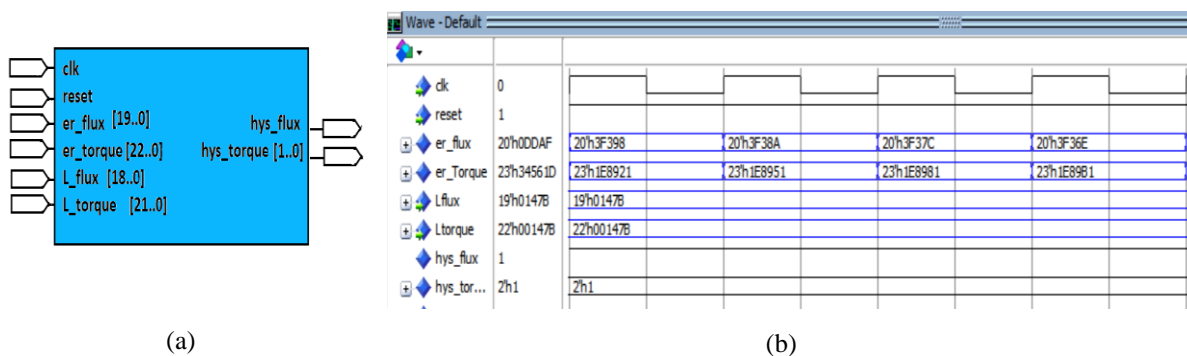 clk
reset
er_flux [19..0]
er_torque [22..0]
L_flux [18..0]
L_torque [21..0]
hys_flux
hys_torque [1..0]
(a)
Wave - Default
clk 0
reset 1
er_flux 20'h0DDAF 20'h3F398 20'h3F38A 20'h3F37C 20'h3F36E
er_Torque 23'h34561D 23'h1E8921 23'h1E8951 23'h1E8981 23'h1E89B1
Lflux 19'h0147B 19'h0147B
Ltorque 22'h00147B 22'h00147B
hys_flux 1
hys_tor... 2'h1 2'h1
(b)